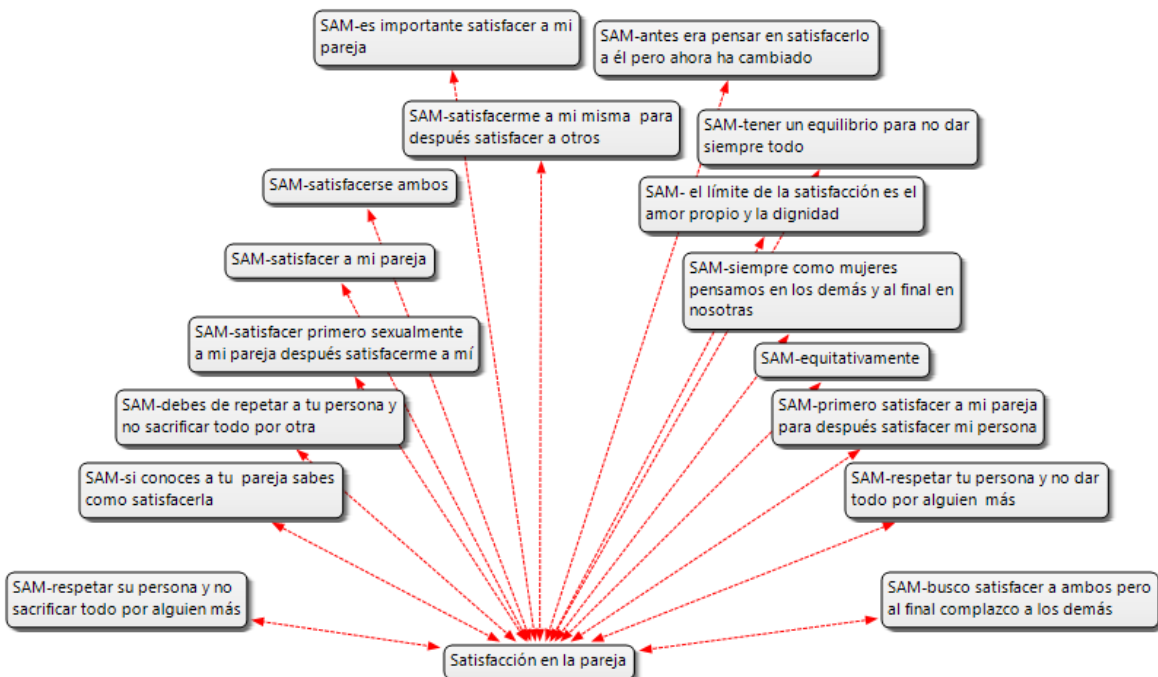 SAM-es importante satisfacer a mi
pareja
SAM-antes era pensar en satisfacerlo
a él pero ahora ha cambiado
SAM-satisfacerme a mi misma  para
después satisfacer a otros
SAM-tener un equilibrio para no dar
siempre todo
SAM-satisfacerse ambos
SAM- el límite de la satisfacción es el
amor propio y la dignidad
SAM-satisfacer a mi pareja
SAM-siempre como mujeres
pensamos en los demás y al final en
nosotras
SAM-satisfacer primero sexualmente
a mi pareja después satisfacerme a mí
SAM-equitativamente
SAM-debes de repetar a tu persona y
no sacrificar todo por otra
SAM-primero satisfacer a mi pareja
para después satisfacer mi persona
SAM-si conoces a tu  pareja sabes
como satisfacerla
SAM-respetar tu persona y no dar
todo por alguien  más
SAM-respetar su persona y no
sacrificar todo por alguien más
SAM-busco satisfacer a ambos pero
al final complazco a los demás
Satisfacción en la pareja